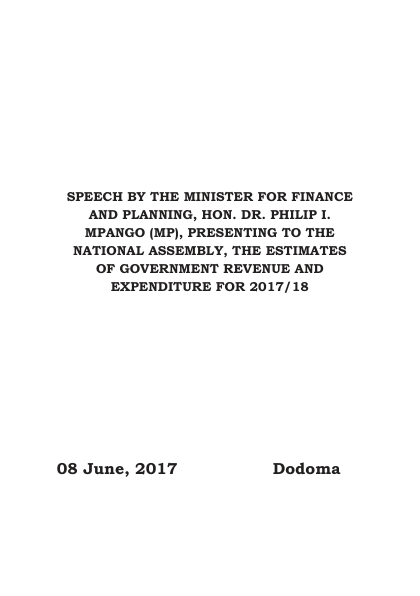 SPEECH BY THE MINISTER FOR FINANCE
AND PLANNING, HON. DR. PHILIP I.
MPANGO (MP), PRESENTING TO THE
NATIONAL ASSEMBLY, THE ESTIMATES
OF GOVERNMENT REVENUE AND
EXPENDITURE FOR 2017/18
08 June, 2017 Dodoma